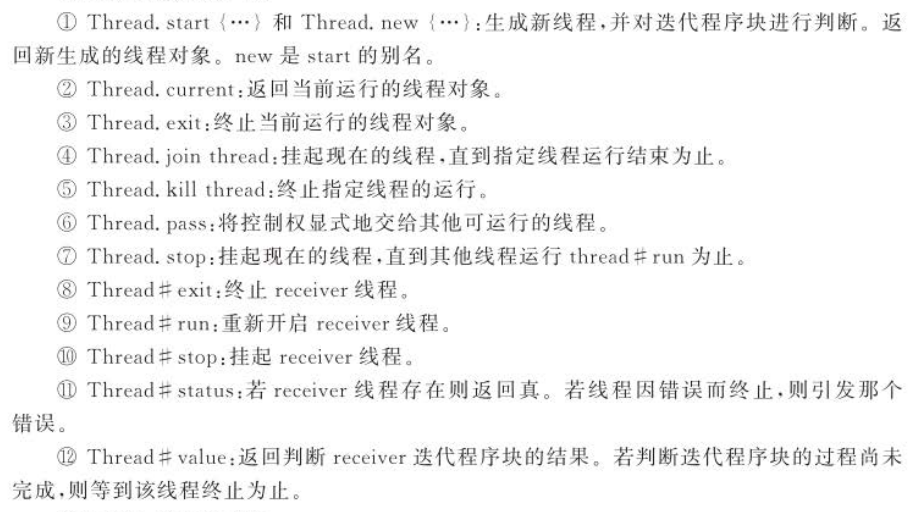 ① Thread. start {…} 和 Thread. new {…}:生成新线程,并对迭代程序块进行判断。返
回新生成的线程对象。new 是 start 的别名。
② Thread. current:返回当前运行的线程对象。
③ Thread. exit:终止当前运行的线程对象。
④ Thread. join thread:挂起现在的线程,直到指定线程运行结束为止。
⑤ Thread. kill thread:终止指定线程的运行。
⑥ Thread. pass:将控制权显式地交给其他可运行的线程。
⑦ Thread. stop:挂起现在的线程,直到其他线程运行 thread#run 为止。
⑧ Thread#exit:终止 receiver 线程。
⑨ Thread#run:重新开启 receiver 线程。
⑩ Thread#stop:挂起 receiver 线程。
⑪ Thread#status:若 receiver 线程存在则返回真。若线程因错误而终止,则引发那个
错误。
⑫ Thread#value:返回判断 receiver 迭代程序块的结果。若判断迭代程序块的过程尚未
完成,则等到该线程终止为止。